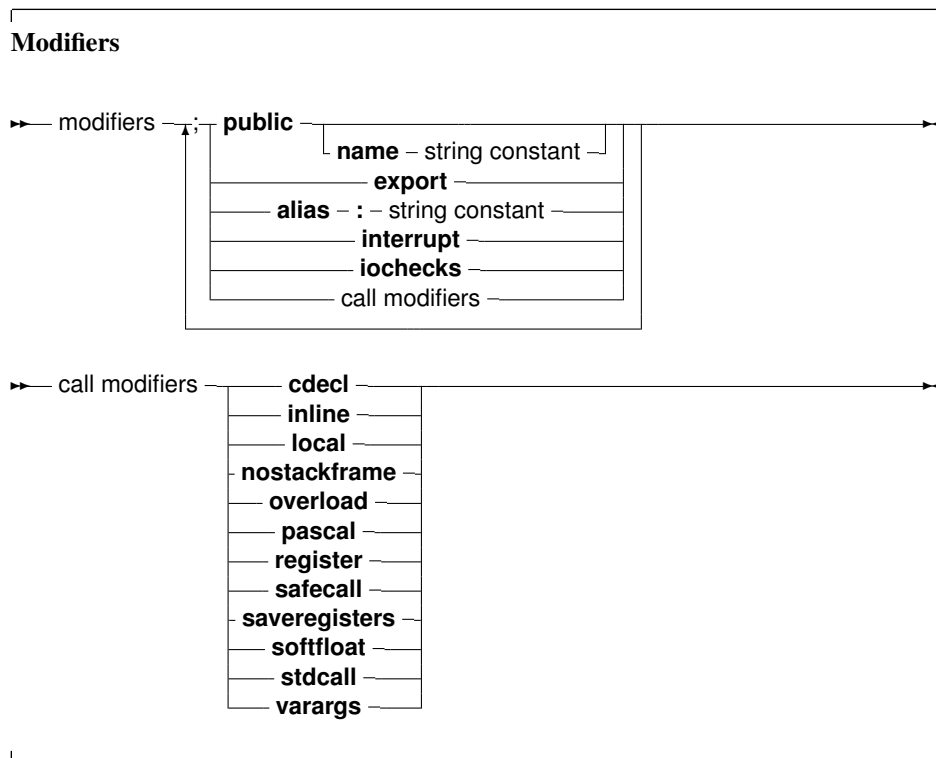 Modifiers
modifiers ; public
name string constant
export
alias : string constant
interrupt
iochecks
call modifiers
call modifiers cdecl
inline
local
nostackframe
overload
pascal
register
safecall
saveregisters
softfloat
stdcall
varargs